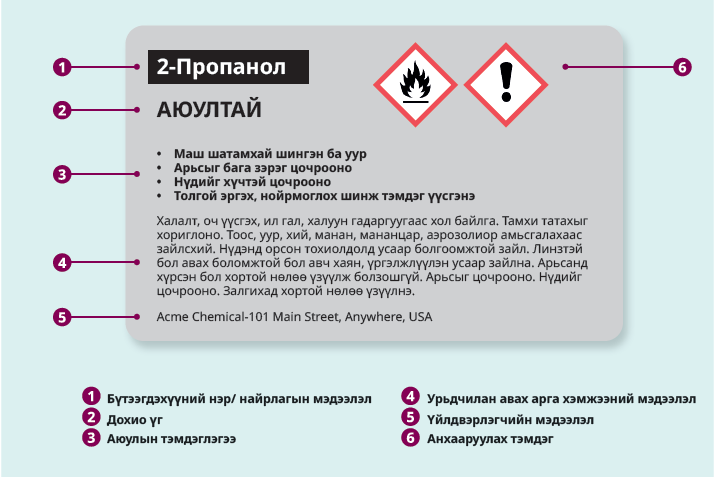 1 2-Пропанол 6
2 АЮУЛТАЙ
• Маш шатамхай шингэн ба уур
• Арьсыг бага зэрэг цочрооно
3 • Нүдийг хүчтэй цочрооно
• Толгой эргэх, нойрмоглох шинж тэмдэг үүсгэнэ
Халалт, оч үүсгэх, ил гал, халуун гадаргуугаас хол байлга. Тамхи татахыг
хориглоно. Тоос, уур, хий, манан, мананцар, аэрозолиор амьсгалахаас
зайлсхий. Нүдэнд орсон тохиолдолд усаар болгоомжтой зайл. Линзтэй
4 бол авах боломжтой бол авч хаян, үргэлжлүүлэн усаар зайлна. Арьсанд
хүрсэн бол хортой нөлөө үзүүлж болзошгүй. Арьсыг цочрооно. Нүдийг
цочрооно. Залгихад хортой нөлөө үзүүлнэ.
5 Acme Chemical-101 Main Street, Anywhere, USA
1 Бүтээгдэхүүний нэр/ найрлагын мэдээлэл
2 Дохио үг
3 Аюулын тэмдэглэгээ
4 Урьдчилан авах арга хэмжээний мэдээлэл
5 Үйлдвэрлэгчийн мэдээлэл
6 Анхааруулах тэмдэг